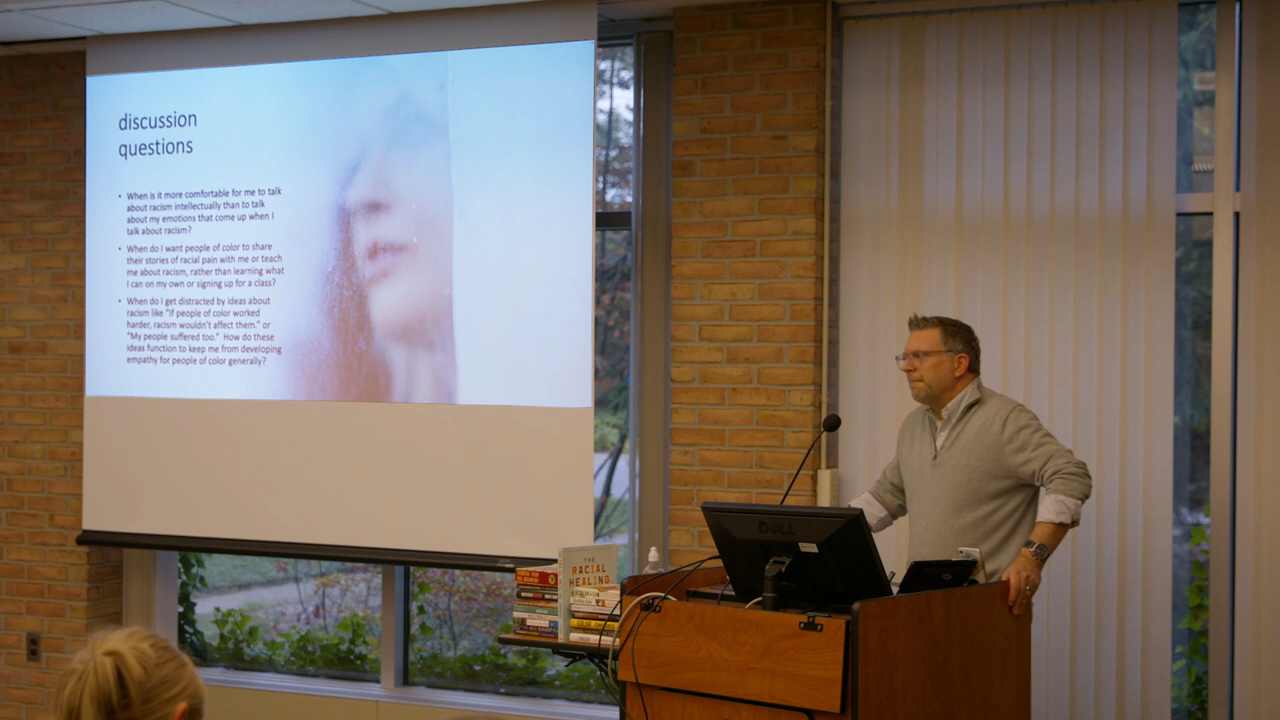 discussion
questions
• When is it more comfortable for me to talk
about racism intellectually than to talk
about my emotions that come up when I
talk about racism?
• When do I want people of color to share
their stories of racial pain with me or teach
me about racism, rather than learning what
I can on my own or signing up for a class?
• When do I get distracted by ideas about
racism like "If people of color worked
harder, racism wouldn't affect them." or
"My people suffered too." How do these
ideas function to keep me from developing
empathy for people of color generally?
DELL
THE
RACIAL
HEALING